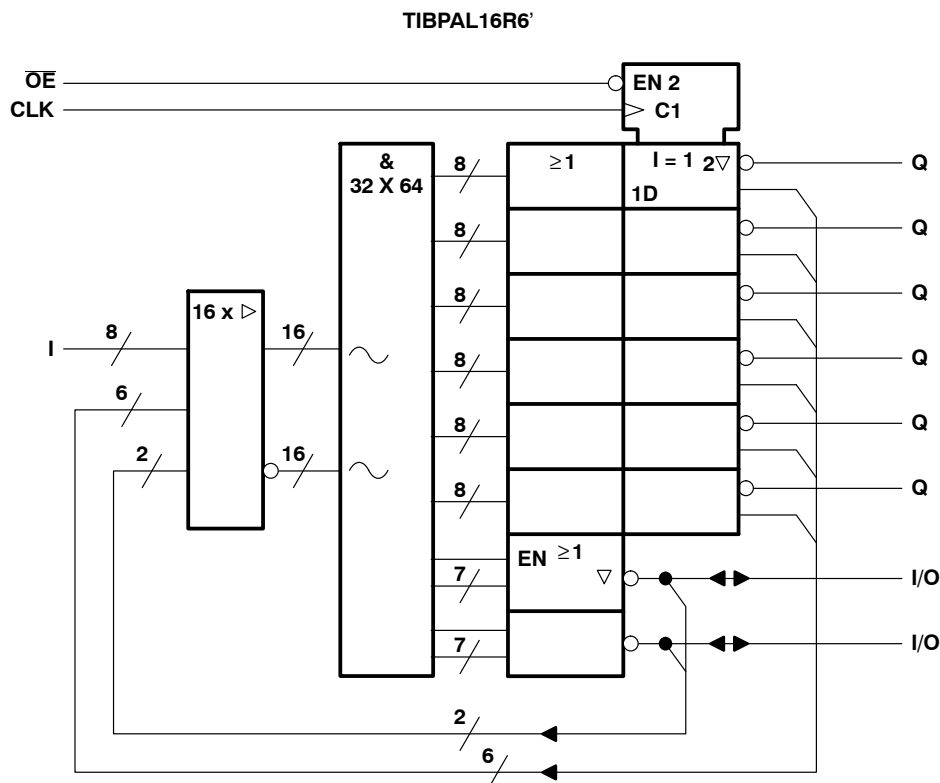 TIBPAL16R6’
OE
EN 2
CLK
C1
&
32 X 64
8
≥1
I = 1
2▽
1D
Q
8
Q
8
Q
8
Q
8
Q
8
Q
16 x ▷
I
8
16
6
2
16
EN ≥1
▽
7
I/O
7
I/O
2
6